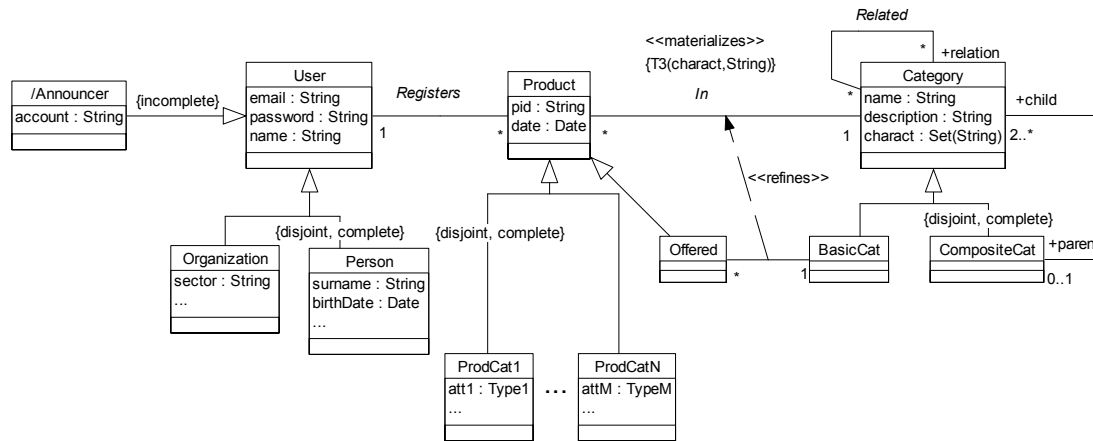 Related
<<materializes>>
* +relation
User
Product
Category
/Announcer
{T3(charact,String)}
email : String
Registers
pid : String
In
*
name : String
+child
account : String
{incomplete}
password : String
date : Date
description : String
name : String
1
*
*
1
charact : Set(String)
2..*
<<refines>>
{disjoint, complete}
{disjoint, complete}
{disjoint, complete}
Organization
Person
Offered
BasicCat
CompositeCat
+paren
sector : String
surname : String
*
1
0..1
...
birthDate : Date
...
ProdCat1
ProdCatN
att1 : Type1
...
attM : TypeM
...
...